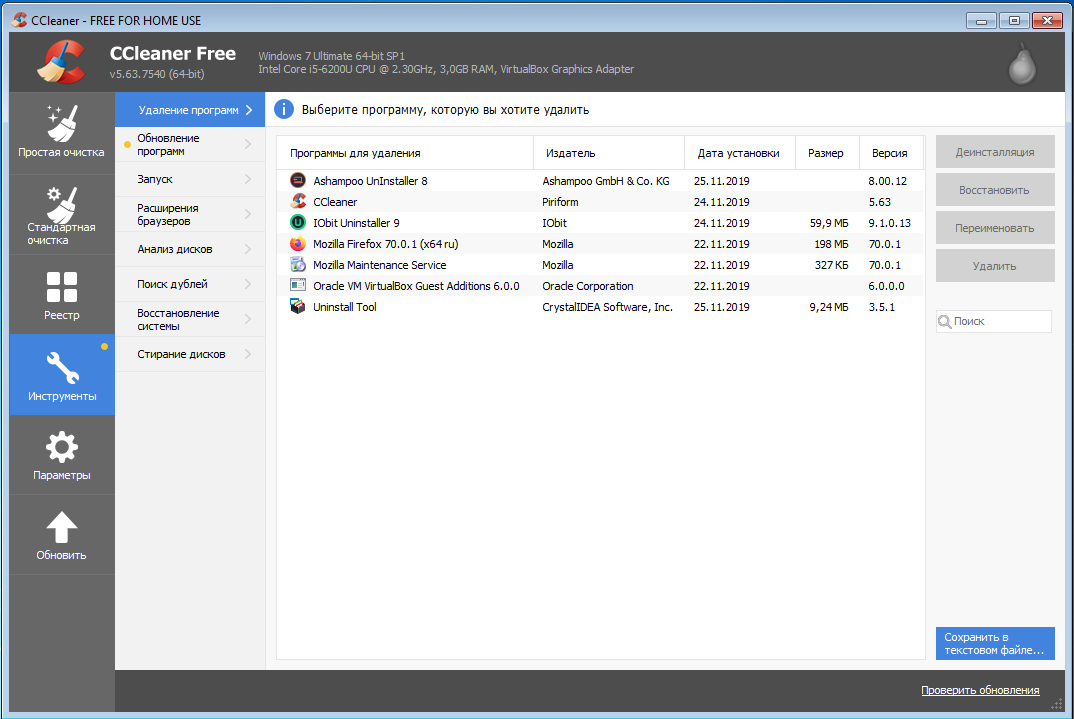 CCleaner - FREE FOR HOME USE
CCleaner Free
v5.63.7540 (64-bit)
Windows 7 Ultimate 64-bit SP1
Intel Core i5-6200U CPU @ 2.30GHz, 3,0GB RAM, VirtualBox Graphics Adapter
Простая очистка
Стандартная
очистка
Реестр
Инструменты
Параметры
Обновить
Удаление программ
Обновление
программ
Запуск
Расширения
браузеров
Анализ дисков
Поиск дублей
Восстановление
системы
Стирание дисков
Выберите программу, которую вы хотите удалить
Программы для удаления Издатель Дата установки Размер Версия
Ashampoo UnInstaller 8 Ashampoo GmbH & Co. KG 25.11.2019 8.00.12
CCleaner Piriform 24.11.2019 5.63
IObit Uninstaller 9 IObit 24.11.2019 59,9 МБ 9.1.0.13
Mozilla Firefox 70.0.1 (x64 ru) Mozilla 22.11.2019 198 МБ 70.0.1
Mozilla Maintenance Service Mozilla 22.11.2019 327 КБ 70.0.1
Oracle VM VirtualBox Guest Additions 6.0.0 Oracle Corporation 22.11.2019 6.0.0.0
Uninstall Tool CrystalIDEA Software, Inc. 25.11.2019 9,24 МБ 3.5.1
Деинсталляция
Восстановить
Переименовать
Удалить
Поиск
Сохранить в
текстовом файле...
Проверить обновления